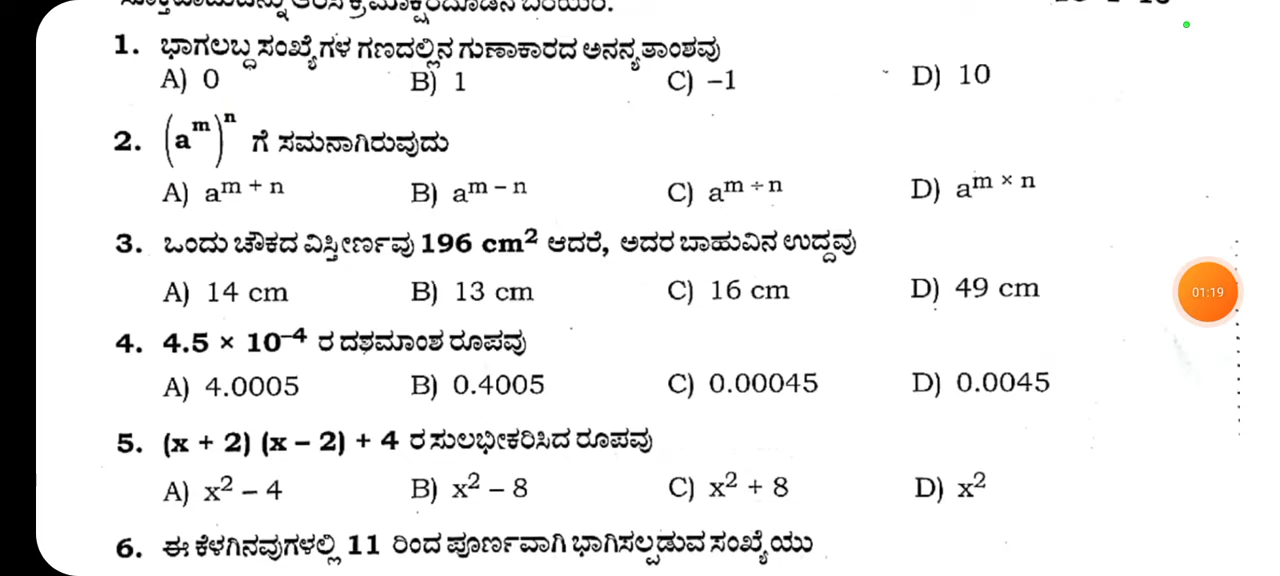 1. ಭಾಗಲಬ್ಧ ಸಂಖ್ಯೆಗಳ ಗಣದಲ್ಲಿನ ಗುಣಾಕಾರದ ಅನನ್ಯತಾಂಶವು
A) 0 B) 1 C) –1 D) 10
2. (a^m)^n ಗೆ ಸಮನಾಗಿರುವುದು
A) a^m + n B) a^m – n C) a^m ÷ n D) a^m × n
3. ಒಂದು ಚೌಕದ ವಿಸ್ತೀರ್ಣವು 196 cm² ಆದರೆ, ಅದರ ಬಾಹುವಿನ ಉದ್ದವು
A) 14 cm B) 13 cm C) 16 cm D) 49 cm
01:19
4. 4.5 × 10⁻⁴ ರ ದಶಮಾಂಶ ರೂಪವು
A) 4.0005 B) 0.4005 C) 0.00045 D) 0.0045
5. (x + 2) (x – 2) + 4 ರ ಸುಲಭೀಕರಿಸಿದ ರೂಪವು
A) x² – 4 B) x² – 8 C) x² + 8 D) x²
6. ಈ ಕೆಳಗಿನವುಗಳಲ್ಲಿ 11 ರಿಂದ ಪೂರ್ಣವಾಗಿ ಭಾಗಿಸಲ್ಪಡುವ ಸಂಖ್ಯೆಯು